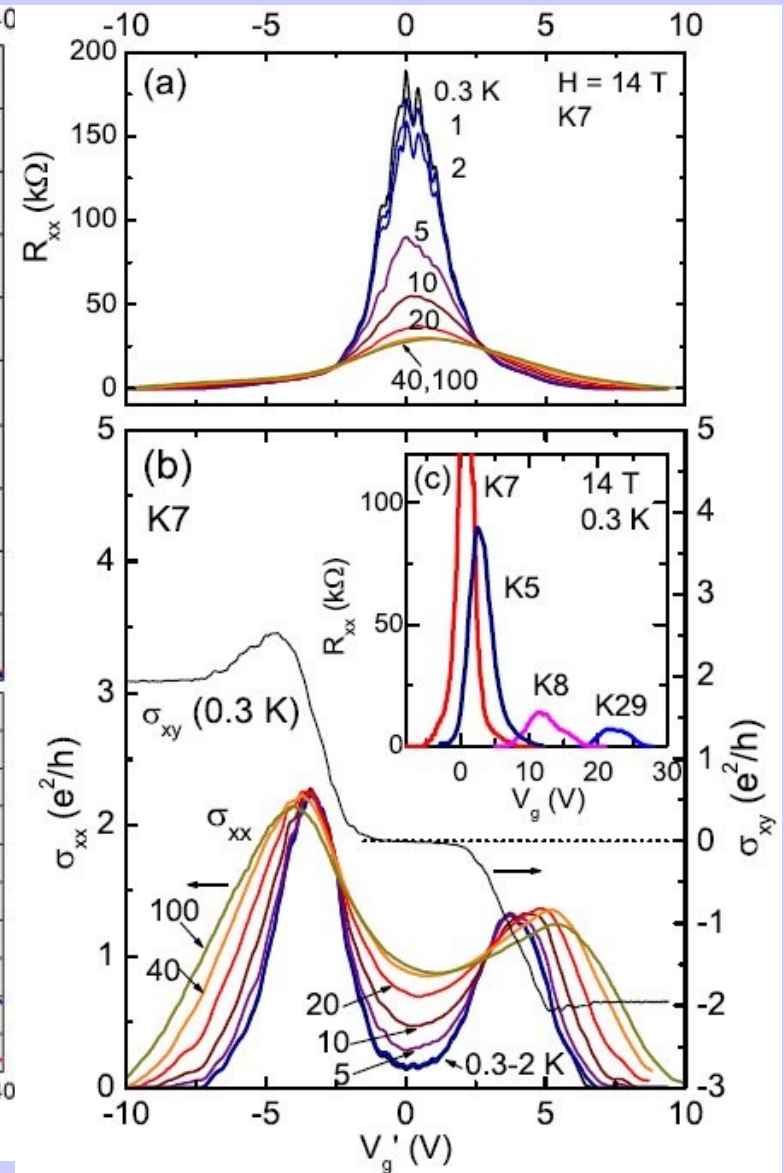 -10 -5 0 5 10
200
150
100
50
0
R_xx (kΩ)
(a)
0.3 K
1
2
5
10
20
40,100
H = 14 T
K7
5
4
3
2
1
0
σ_xx (e²/h)
(b)
K7
σ_xy (0.3 K)
σ_xx
100
40
20
10
5
0.3-2 K
(c)
K7
14 T
0.3 K
K5
K8
K29
100
50
0
R_xx (kΩ)
0 10 20 30
V_g (V)
5
4
3
2
1
0
-1
-2
-3
σ_xy (e²/h)
-10 -5 0 5 10
V_g' (V)